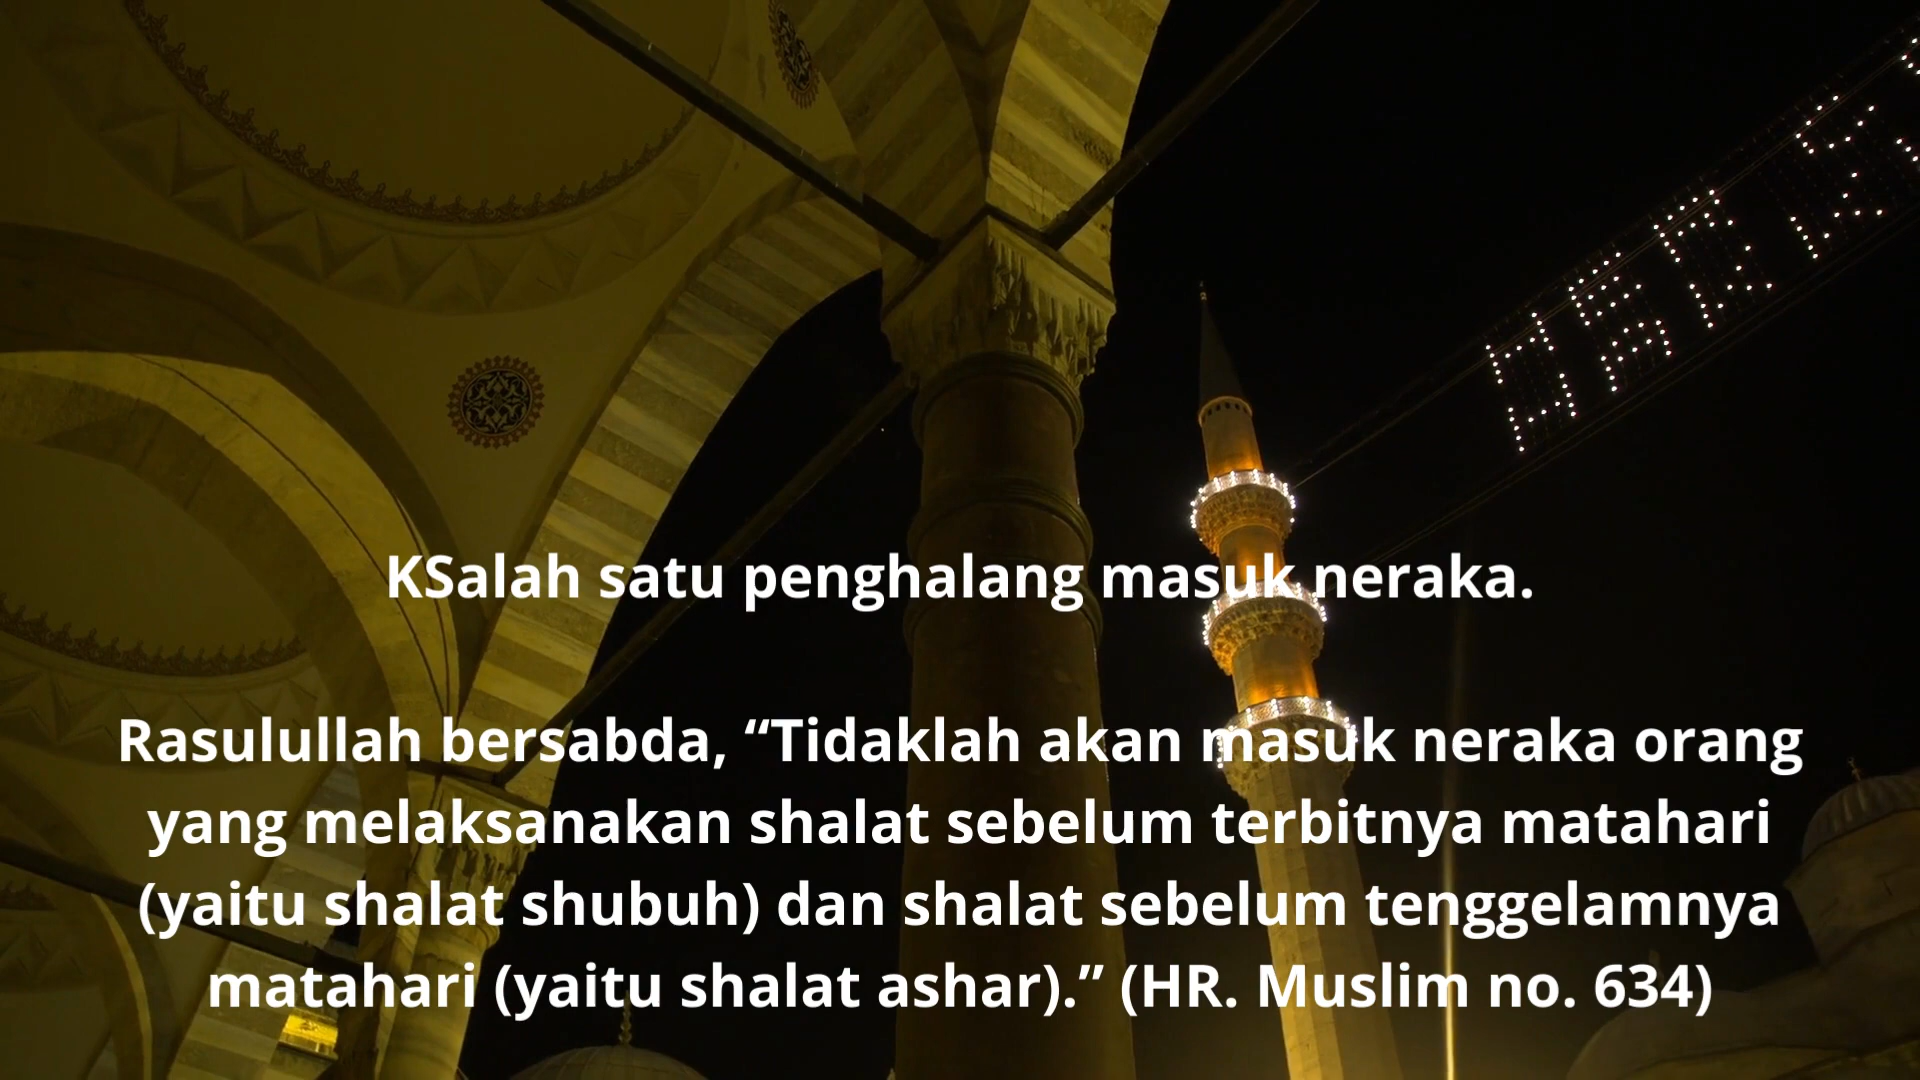 KSalah satu penghalang masuk neraka.
Rasulullah bersabda, “Tidaklah akan masuk neraka orang
yang melaksanakan shalat sebelum terbitnya matahari
(yaitu shalat shubuh) dan shalat sebelum tenggelamnya
matahari (yaitu shalat ashar).” (HR. Muslim no. 634)